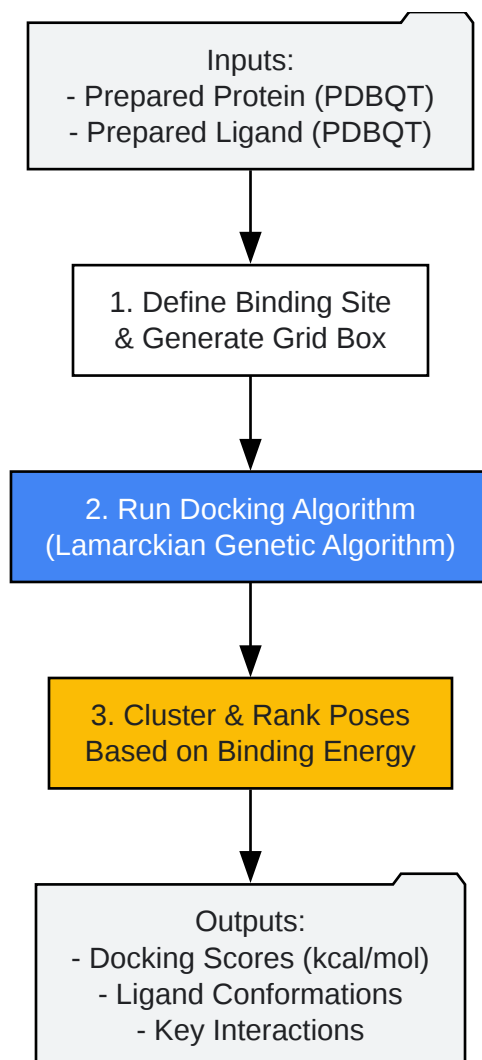 Inputs:
- Prepared Protein (PDBQT)
- Prepared Ligand (PDBQT)
1. Define Binding Site
& Generate Grid Box
2. Run Docking Algorithm
(Lamarckian Genetic Algorithm)
3. Cluster & Rank Poses
Based on Binding Energy
Outputs:
- Docking Scores (kcal/mol)
- Ligand Conformations
- Key Interactions